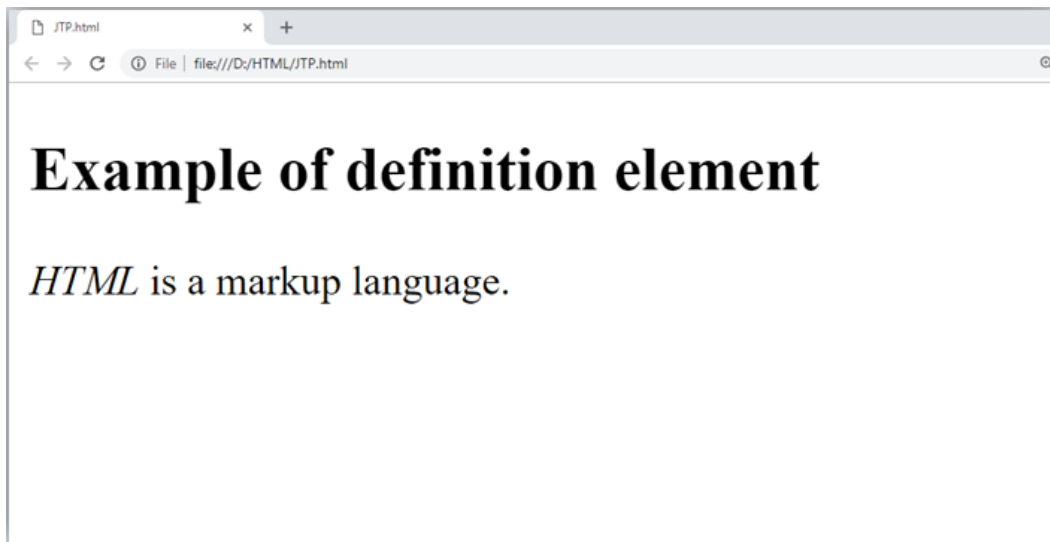 JTP.html
File | file:///D:/HTML/JTP.html
Example of definition element
HTML is a markup language.